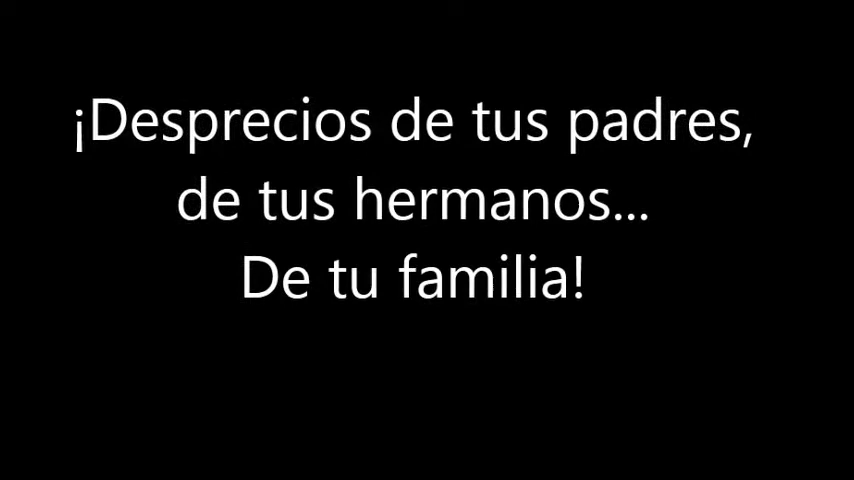 ¡Desprecios de tus padres,
de tus hermanos...
De tu familia!